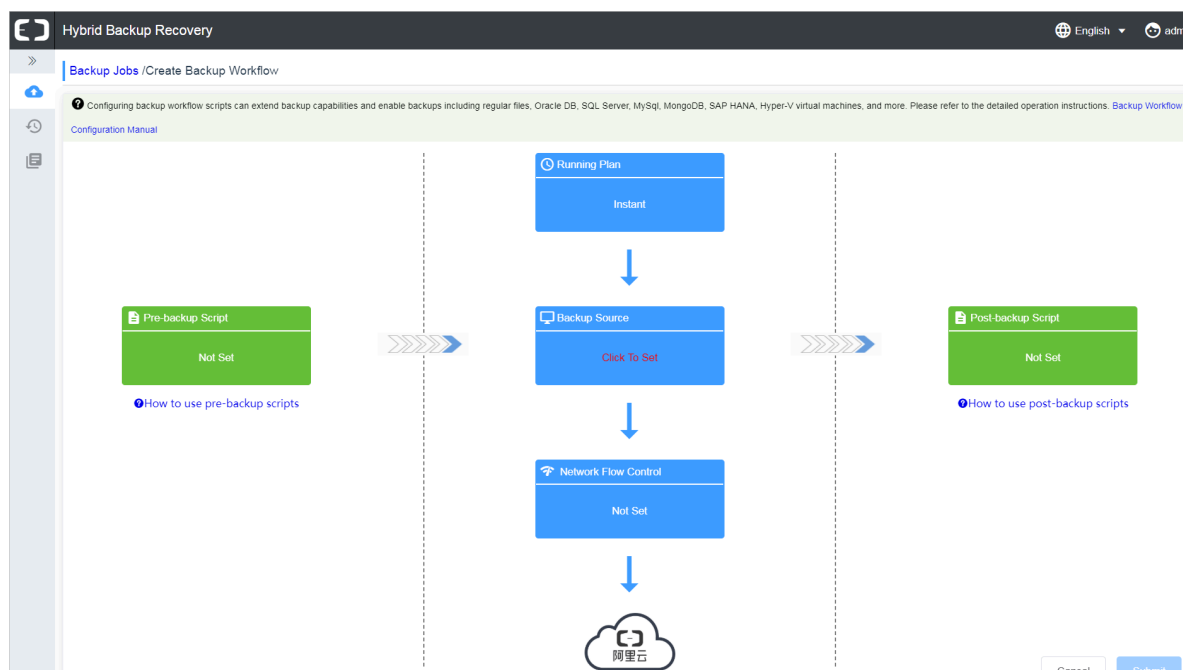 Hybrid Backup Recovery
English
Backup Jobs /Create Backup Workflow
Configuring backup workflow scripts can extend backup capabilities and enable backups including regular files, Oracle DB, SQL Server, MySql, MongoDB, SAP HANA, Hyper-V virtual machines, and more. Please refer to the detailed operation instructions. Backup Workflow
Configuration Manual
Running Plan
Instant
Pre-backup Script
Not Set
How to use pre-backup scripts
Backup Source
Click To Set
Post-backup Script
Not Set
How to use post-backup scripts
Network Flow Control
Not Set
阿里云
Cancel
Submit